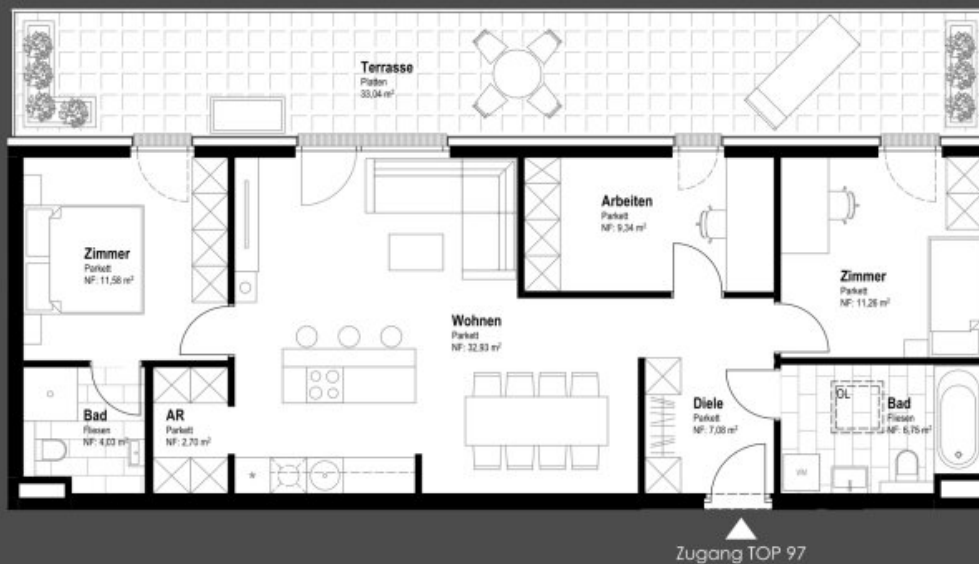 Terrasse
Platten
33,04 m²
Zimmer
Parkett
NF: 11,58 m²
Arbeiten
Parkett
NF: 9,34 m²
Zimmer
Parkett
NF: 11,26 m²
Wohnen
Parkett
NF: 32,93 m²
Bad
Fliesen
NF: 4,03 m²
AR
Parkett
NF: 2,70 m²
Diele
Parkett
NF: 7,08 m²
OL
Bad
Fliesen
NF: 6,75 m²
WM
Zugang TOP 97